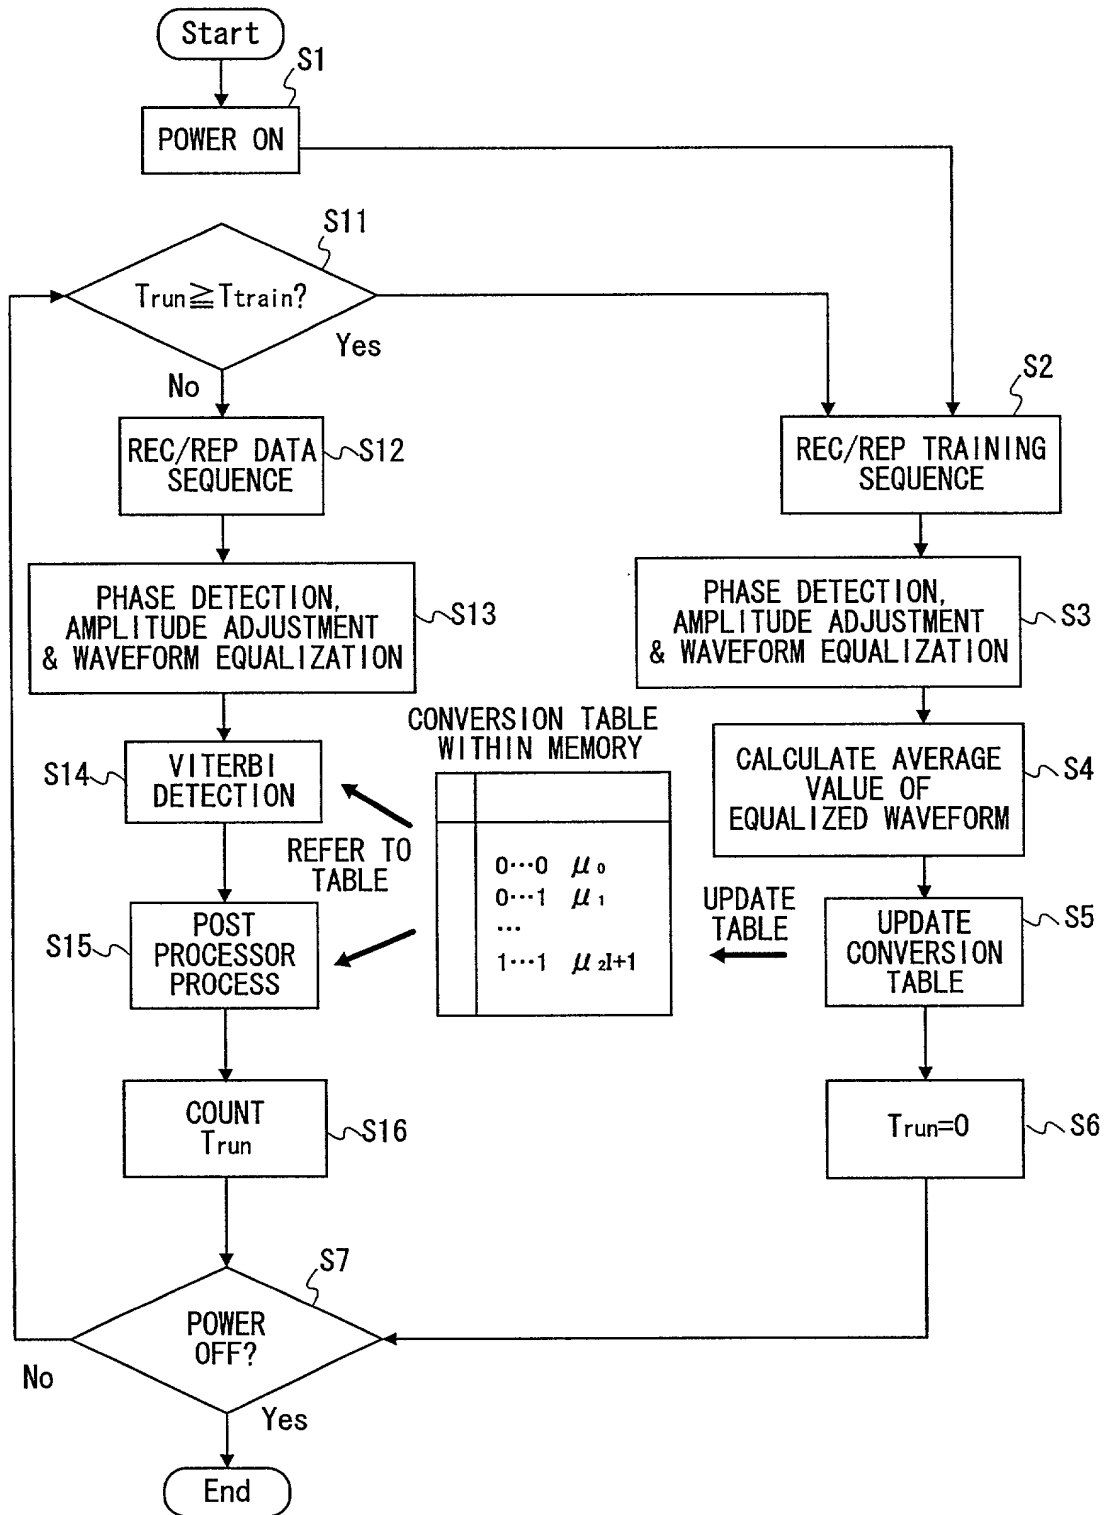 Start
S1
POWER ON
S11
Trun≧Ttrain?
Yes
No
S2
REC/REP TRAINING
SEQUENCE
REC/REP DATA
SEQUENCE
S12
PHASE DETECTION,
AMPLITUDE ADJUSTMENT
& WAVEFORM EQUALIZATION
S13
PHASE DETECTION,
AMPLITUDE ADJUSTMENT
& WAVEFORM EQUALIZATION
S3
CONVERSION TABLE
WITHIN MEMORY
S14
VITERBI
DETECTION
CALCULATE AVERAGE
VALUE OF
EQUALIZED WAVEFORM
S4
REFER TO
TABLE
0⋯0 μ0
0⋯1 μ1
⋯
1⋯1 μ2I+1
UPDATE
TABLE
S15
POST
PROCESSOR
PROCESS
UPDATE
CONVERSION
TABLE
S5
COUNT
Trun
S16
Trun=0
S6
S7
POWER
OFF?
No
Yes
End